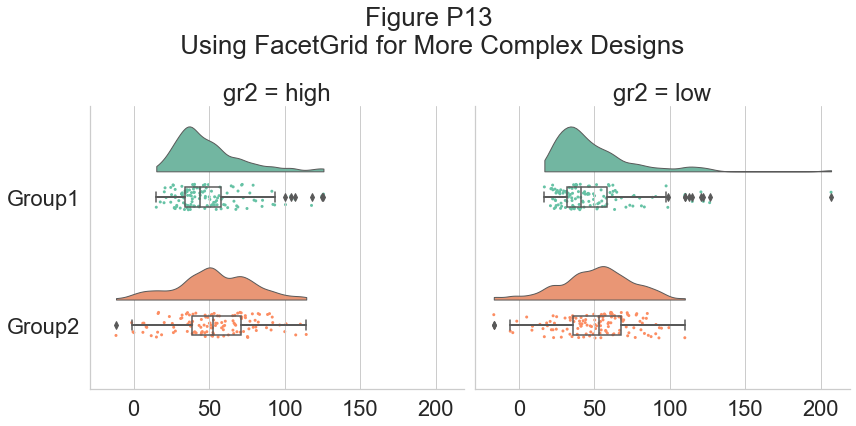 Figure P13
Using FacetGrid for More Complex Designs
gr2 = high
gr2 = low
Group1
Group2
0 50 100 150 200
0 50 100 150 200